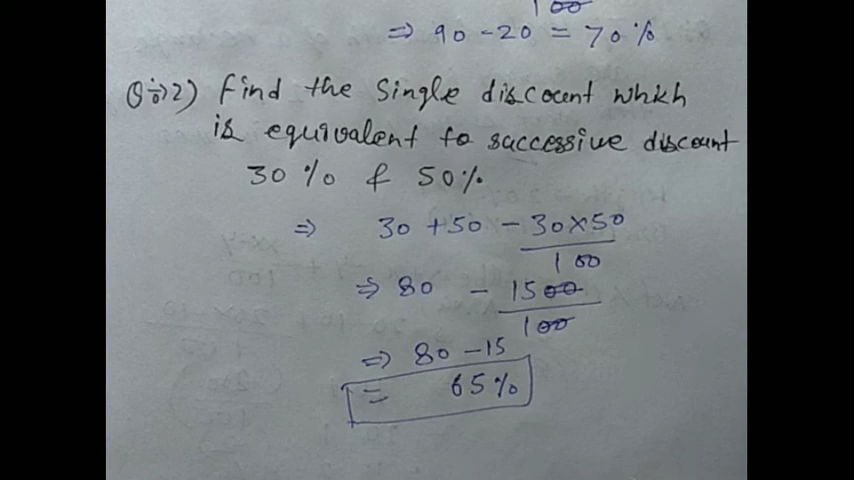 100
⇒ 90 - 20 = 70%
Q.⇒2) find the single discount which
is equivalent to successive discount
30 % & 50%
⇒ 30 + 50 - 30×50
100
⇒ 80 - 1500
100
⇒ 80 - 15
= 65%